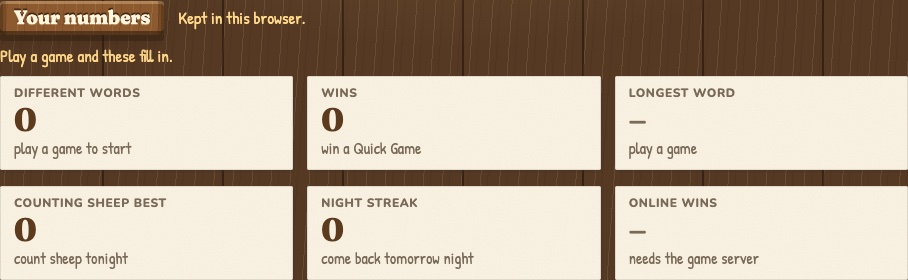 Your numbers
Kept in this browser.
Play a game and these fill in.
DIFFERENT WORDS
0
play a game to start
WINS
0
win a Quick Game
LONGEST WORD
–
play a game
COUNTING SHEEP BEST
0
count sheep tonight
NIGHT STREAK
0
come back tomorrow night
ONLINE WINS
–
needs the game server